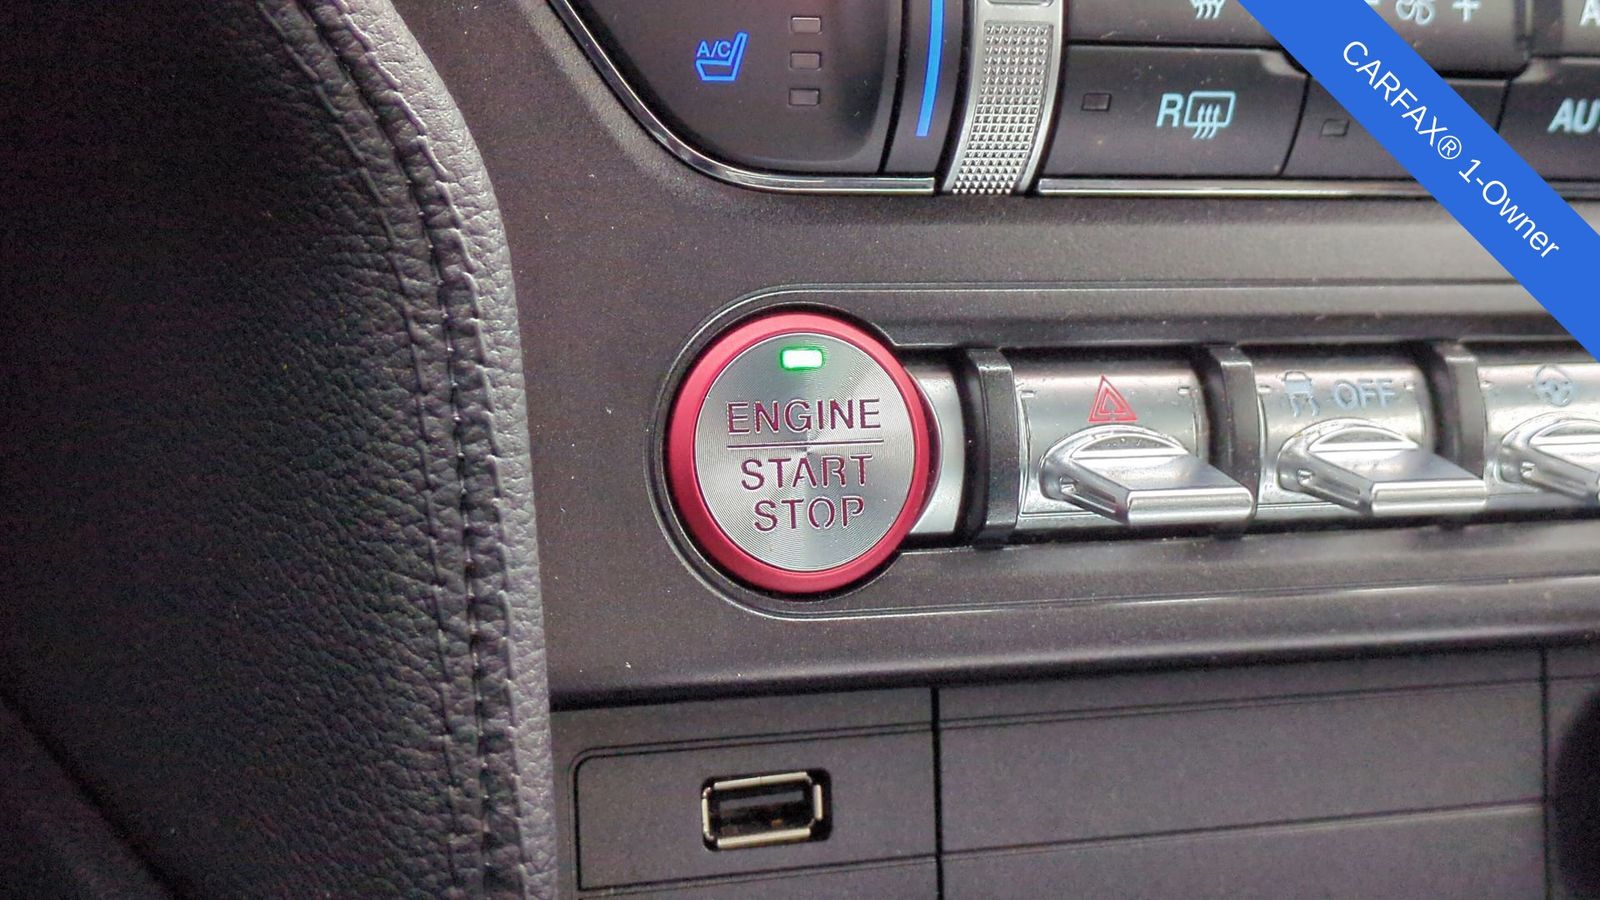 A/C
R
CARFAX® 1-Owner
ENGINE
START
STOP
OFF